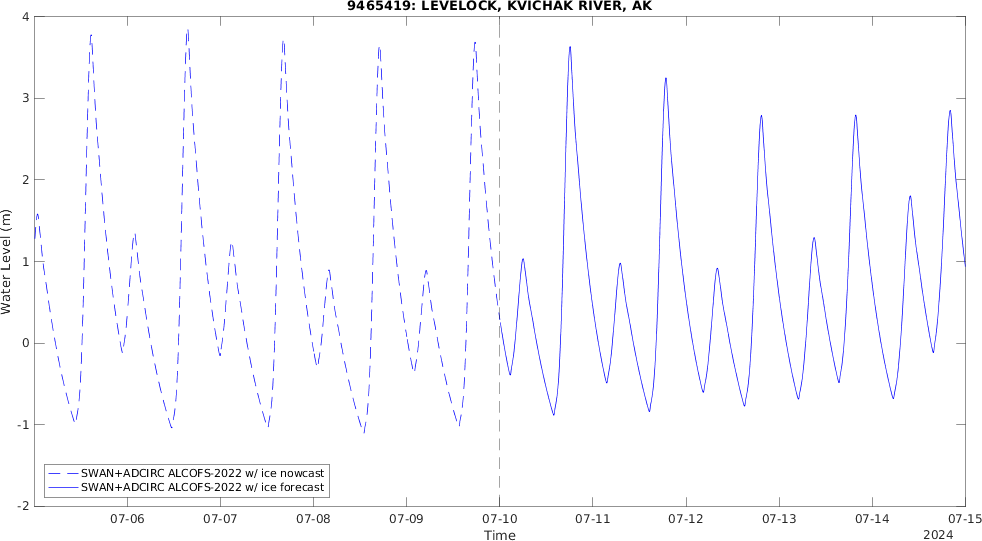 9465419: LEVELOCK, KVICHAK RIVER, AK
4
3
2
1
0
-1
-2
Water Level (m)
SWAN+ADCIRC ALCOFS-2022 w/ ice nowcast
SWAN+ADCIRC ALCOFS-2022 w/ ice forecast
07-06 07-07 07-08 07-09 07-10 07-11 07-12 07-13 07-14 07-15
Time
2024